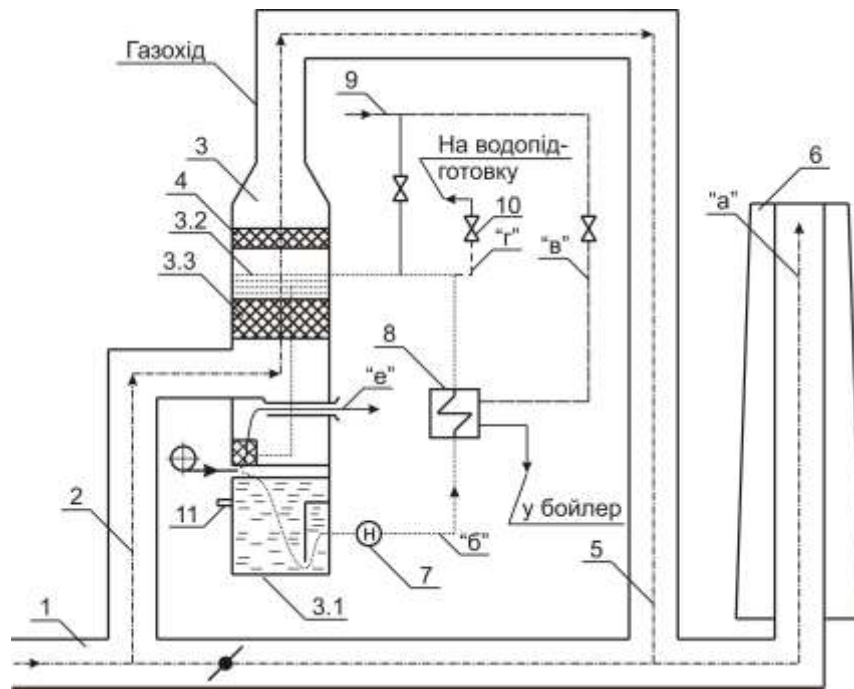 Газохід
9
На водопід-
готовку
3
6
4
3.2
10
"а"
"г"
"в"
3.3
8
"е"
2
11
у бойлер
Н
"б"
7
5
3.1
1